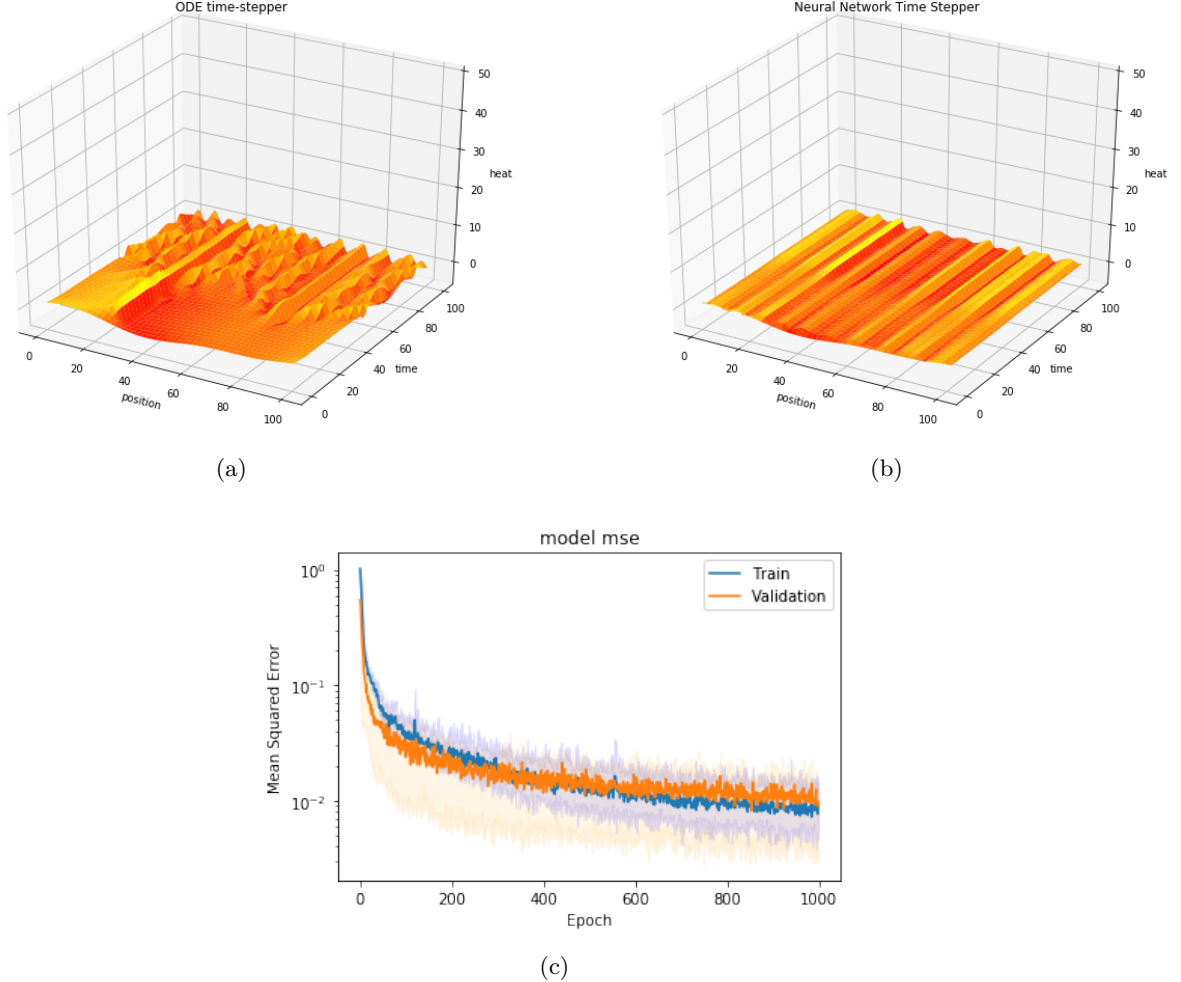 ODE time-stepper
50
40
30
heat
20
10
0
100
80
60
40 time
20
0
0
20
40
60
80
100
position
(a)
Neural Network Time Stepper
50
40
30
heat
20
10
0
100
80
60
40 time
20
0
0
20
40
60
80
100
position
(b)
model mse
Train
Validation
Mean Squared Error
10⁰
10⁻¹
10⁻²
0 200 400 600 800 1000
Epoch
(c)